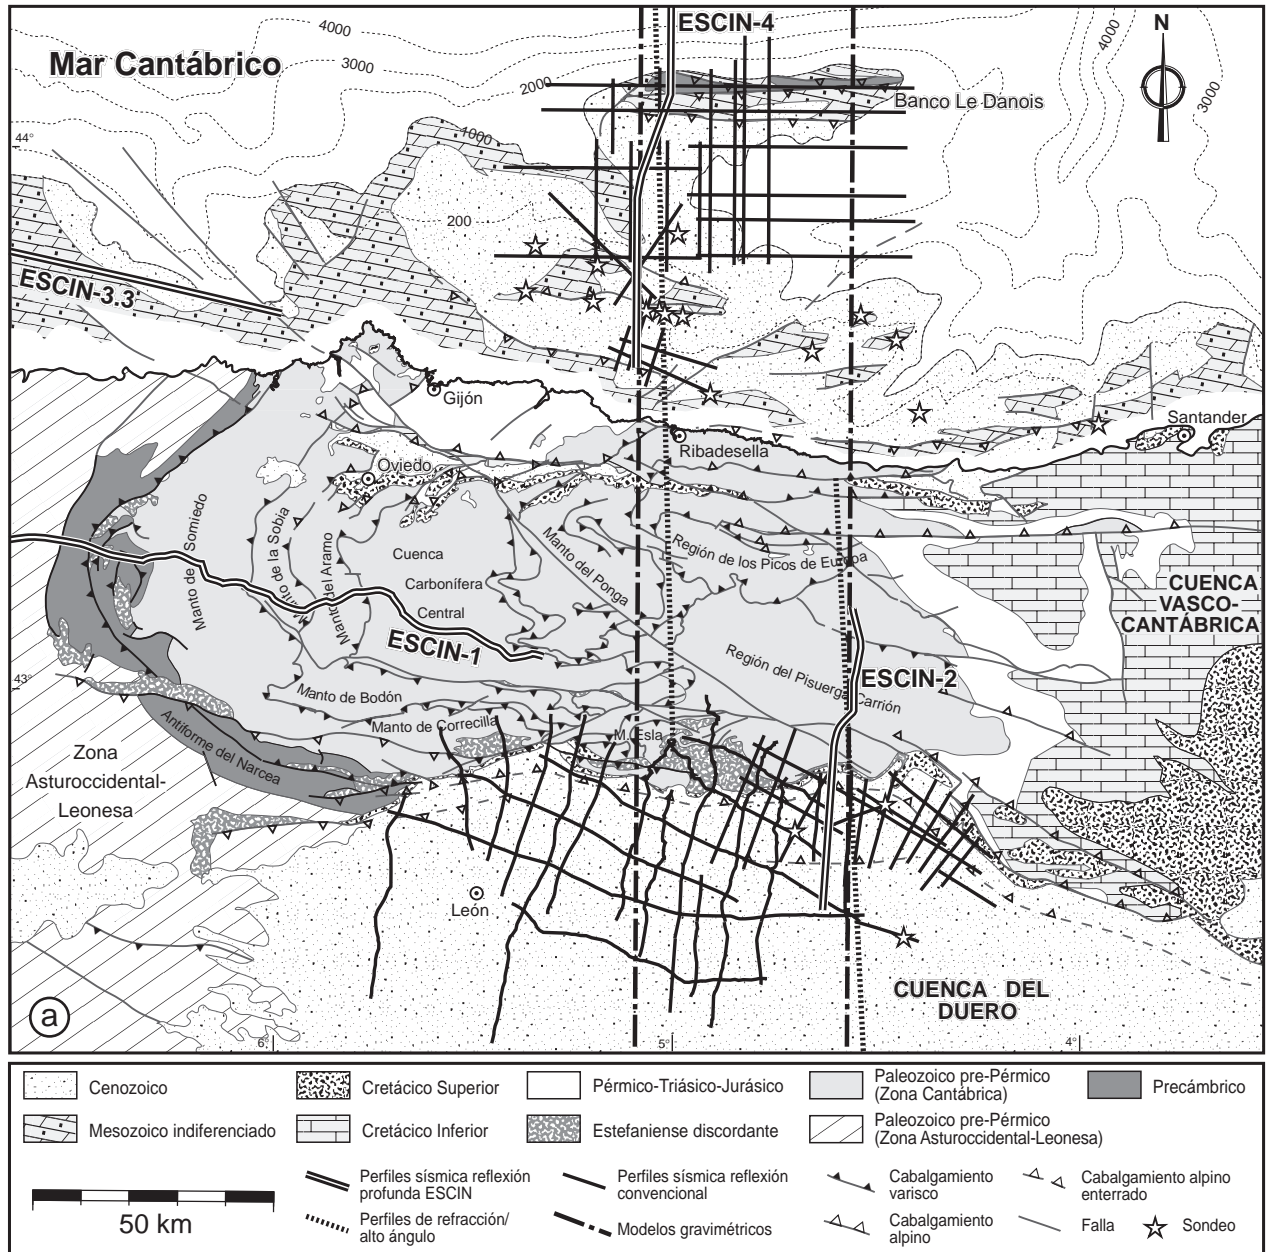 ESCIN-4
Mar Cantábrico
4000
3000
2000
1000
200
4000
3000
N
Banco Le Danois
44°
ESCIN-3.3
Gijón
Santander
Ribadesella
Oviedo
Manto de Somiedo
Manto de la Sobia
Manto del Aramo
Cuenca
Carbonífera
Central
Manto del Ponga
Región de los Picos de Europa
CUENCA
VASCO-
CANTÁBRICA
ESCIN-1
ESCIN-2
Región del Pisuerga Carrión
43°
Manto de Bodón
Manto de Correcilla
M. Esla
Antiforme del Narcea
Zona
Asturoccidental-
Leonesa
León
CUENCA DEL
DUERO
a
6°
5°
4°
Cenozoico
Cretácico Superior
Pérmico-Triásico-Jurásico
Paleozoico pre-Pérmico
(Zona Cantábrica)
Precámbrico
Mesozoico indiferenciado
Cretácico Inferior
Estefaniense discordante
Paleozoico pre-Pérmico
(Zona Asturoccidental-Leonesa)
Perfiles sísmica reflexión
profunda ESCIN
Perfiles sísmica reflexión
convencional
Cabalgamiento
varisco
Cabalgamiento alpino
enterrado
50 km
Perfiles de refracción/
alto ángulo
Modelos gravimétricos
Cabalgamiento
alpino
Falla
Sondeo